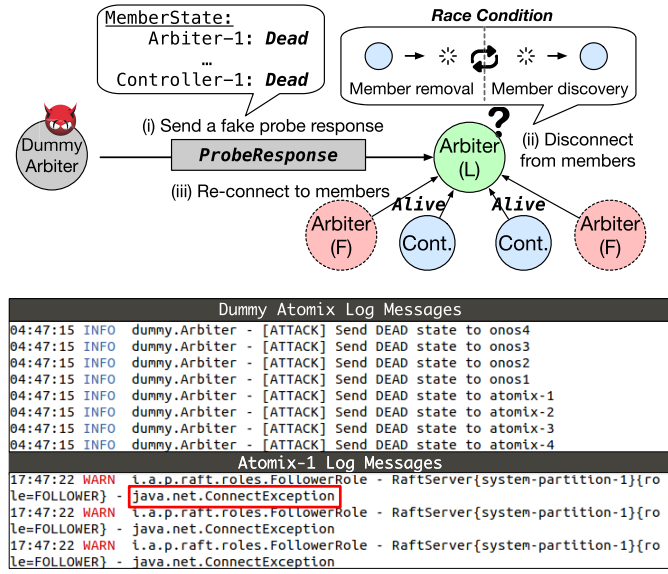 MemberState:
Arbiter-1: Dead
…
Controller-1: Dead
Race Condition
Member removal
Member discovery
(i) Send a fake probe response
Dummy
Arbiter
ProbeResponse
?
Arbiter
(L)
(ii) Disconnect
from members
(iii) Re-connect to members
Alive
Alive
Arbiter
(F)
Cont.
Cont.
Arbiter
(F)
Dummy Atomix Log Messages
04:47:15 INFO dummy.Arbiter - [ATTACK] Send DEAD state to onos4
04:47:15 INFO dummy.Arbiter - [ATTACK] Send DEAD state to onos3
04:47:15 INFO dummy.Arbiter - [ATTACK] Send DEAD state to onos2
04:47:15 INFO dummy.Arbiter - [ATTACK] Send DEAD state to onos1
04:47:15 INFO dummy.Arbiter - [ATTACK] Send DEAD state to atomix-1
04:47:15 INFO dummy.Arbiter - [ATTACK] Send DEAD state to atomix-2
04:47:15 INFO dummy.Arbiter - [ATTACK] Send DEAD state to atomix-3
04:47:15 INFO dummy.Arbiter - [ATTACK] Send DEAD state to atomix-4
Atomix-1 Log Messages
17:47:22 WARN i.a.p.raft.roles.FollowerRole - RaftServer{system-partition-1}{ro
le=FOLLOWER} - java.net.ConnectException
17:47:22 WARN i.a.p.raft.roles.FollowerRole - RaftServer{system-partition-1}{ro
le=FOLLOWER} - java.net.ConnectException
17:47:22 WARN i.a.p.raft.roles.FollowerRole - RaftServer{system-partition-1}{ro
le=FOLLOWER} - java.net.ConnectException